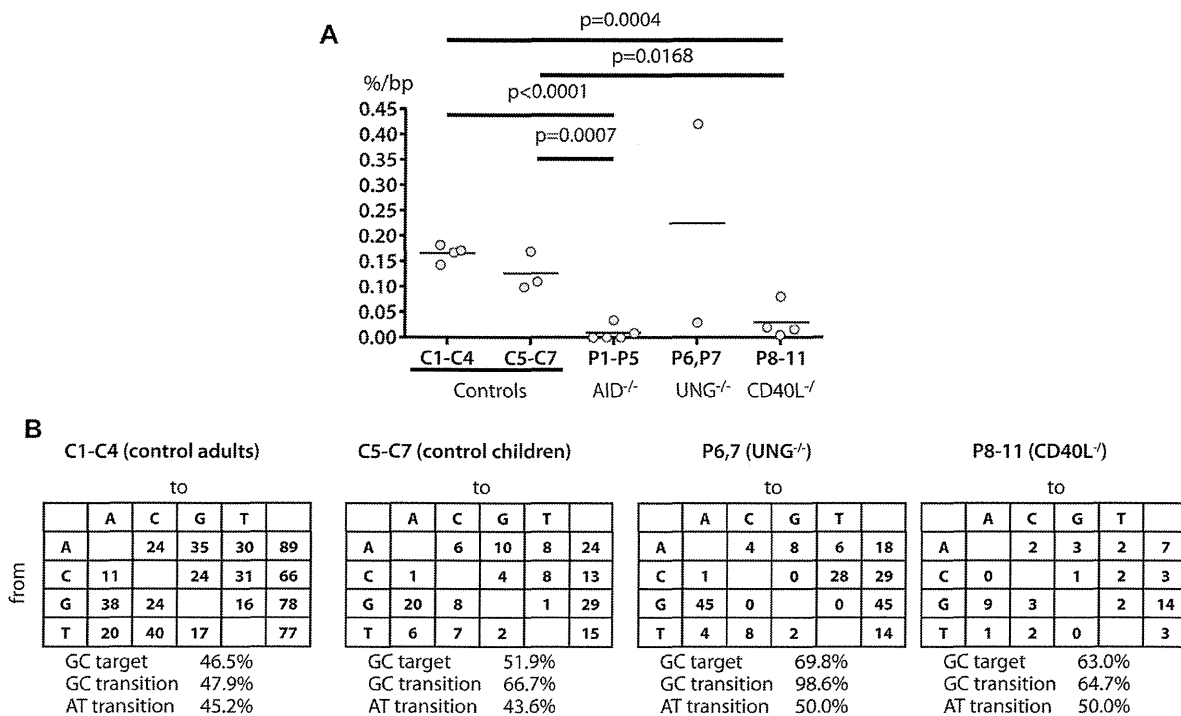 A
p=0.0004
p=0.0168
p<0.0001
p=0.0007
%/bp
0.45
0.40
0.35
0.30
0.25
0.20
0.15
0.10
0.05
0.00
C1-C4 C5-C7 P1-P5 P6,P7 P8-11
Controls AID-/- UNG-/- CD40L-/
B
C1-C4 (control adults)
to
from
A C G T
A 24 35 30 89
C 11 24 31 66
G 38 24 16 78
T 20 40 17 77
GC target 46.5%
GC transition 47.9%
AT transition 45.2%
C5-C7 (control children)
to
A C G T
A 6 10 8 24
C 1 4 8 13
G 20 8 1 29
T 6 7 2 15
GC target 51.9%
GC transition 66.7%
AT transition 43.6%
P6,7 (UNG-/-)
to
A C G T
A 4 8 6 18
C 1 0 28 29
G 45 0 0 45
T 4 8 2 14
GC target 69.8%
GC transition 98.6%
AT transition 50.0%
P8-11 (CD40L-/)
to
A C G T
A 2 3 2 7
C 0 1 2 3
G 9 3 2 14
T 1 2 0 3
GC target 63.0%
GC transition 64.7%
AT transition 50.0%